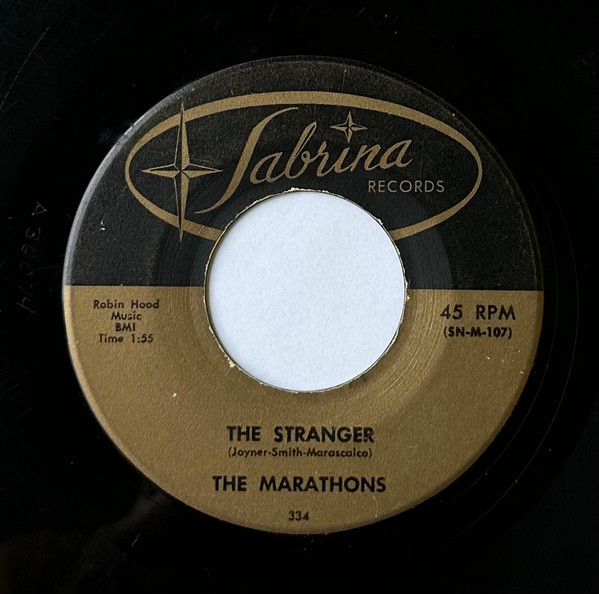 Sabrina
RECORDS
Robin Hood
Music
BMI
Time 1:55
45 RPM
(SN-M-107)
THE STRANGER
(Joyner-Smith-Marascalco)
THE MARATHONS
334